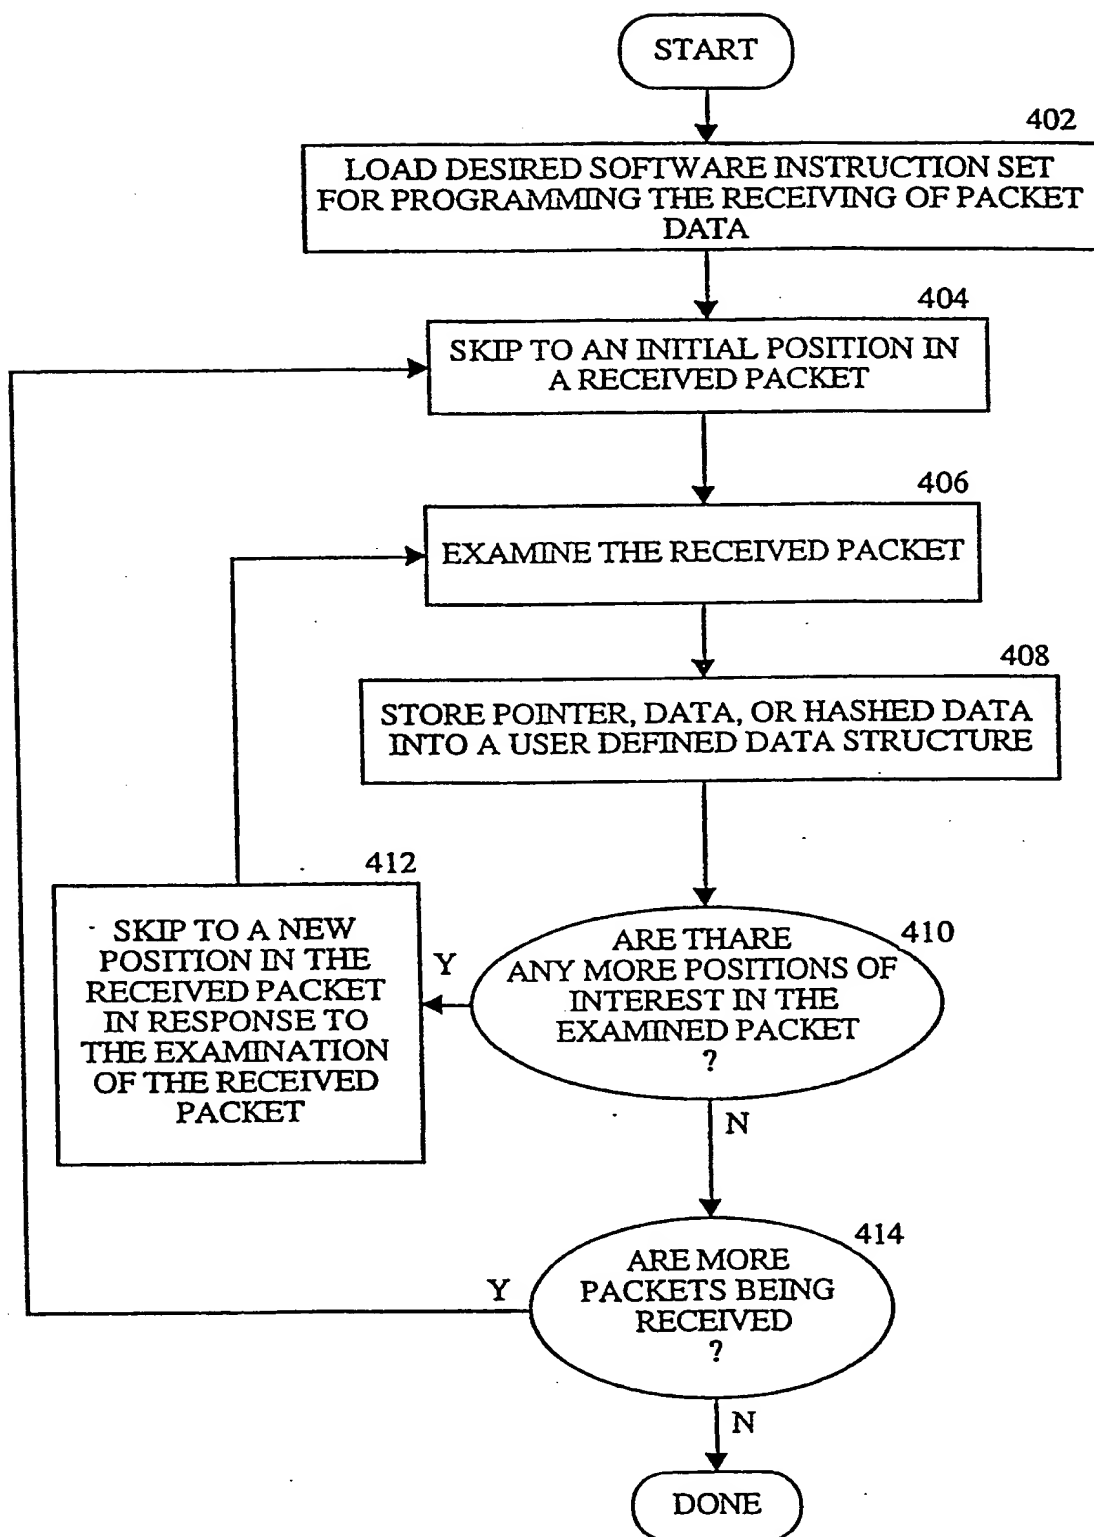 START
402
LOAD DESIRED SOFTWARE INSTRUCTION SET
FOR PROGRAMMING THE RECEIVING OF PACKET
DATA
404
SKIP TO AN INITIAL POSITION IN
A RECEIVED PACKET
406
EXAMINE THE RECEIVED PACKET
408
STORE POINTER, DATA, OR HASHED DATA
INTO A USER DEFINED DATA STRUCTURE
412
SKIP TO A NEW
POSITION IN THE
RECEIVED PACKET
IN RESPONSE TO
THE EXAMINATION
OF THE RECEIVED
PACKET
Y
410
ARE THARE
ANY MORE POSITIONS OF
INTEREST IN THE
EXAMINED PACKET
?
N
414
ARE MORE
PACKETS BEING
RECEIVED
?
Y
N
DONE